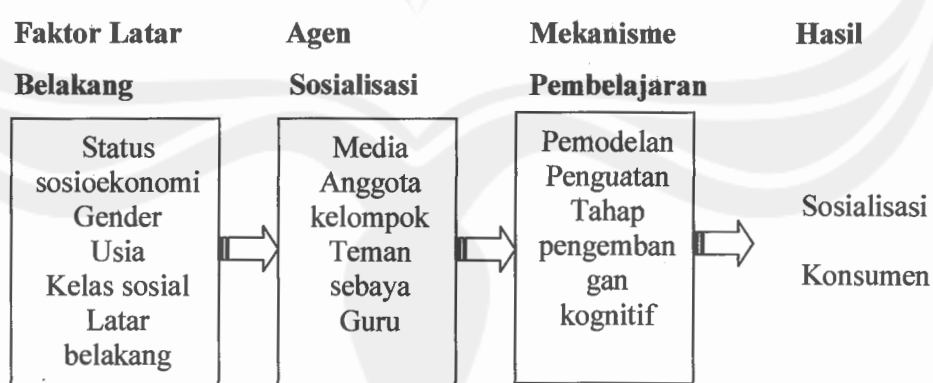 Faktor Latar
Belakang
Agen
Sosialisasi
Mekanisme
Pembelajaran
Hasil
Status
sosioekonomi
Gender
Usia
Kelas sosial
Latar
belakang
Media
Anggota
kelompok
Teman
sebaya
Guru
Pemodelan
Penguatan
Tahap
pengemban
gan
kognitif
Sosialisasi
Konsumen